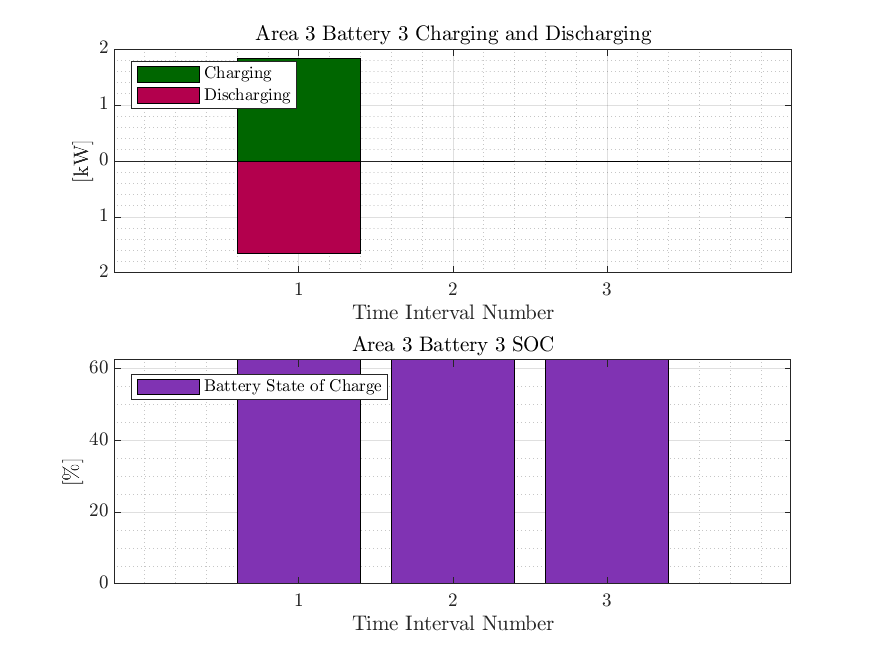 Area 3 Battery 3 Charging and Discharging
2
Charging
Discharging
1
[kW]
0
1
2
1 2 3
Time Interval Number
Area 3 Battery 3 SOC
60
Battery State of Charge
40
[%]
20
0
1 2 3
Time Interval Number